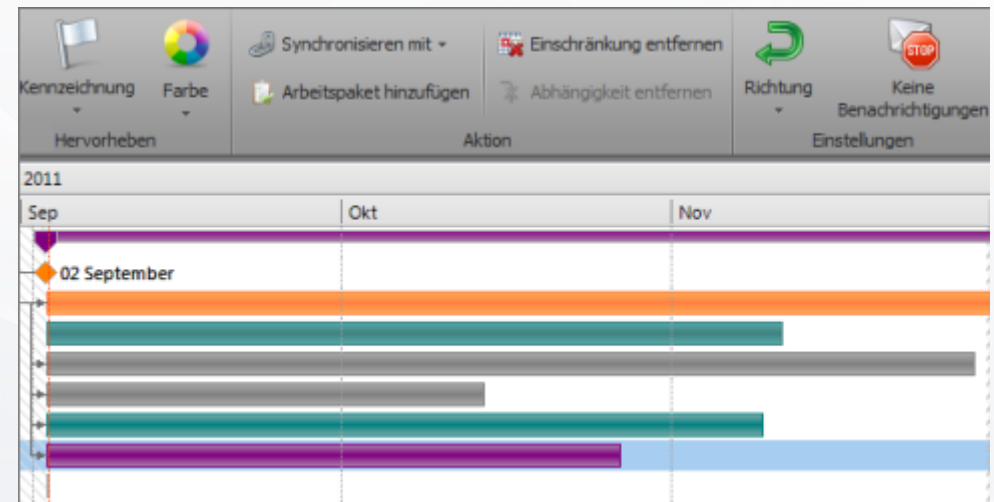 Kennzeichnung
Farbe
Hervorheben
Synchronisieren mit
Arbeitspaket hinzufügen
Einschränkung entfernen
Abhängigkeit entfernen
Aktion
Richtung
STOP
Keine
Benachrichtigungen
Einstellungen
2011
Sep
Okt
Nov
02 September